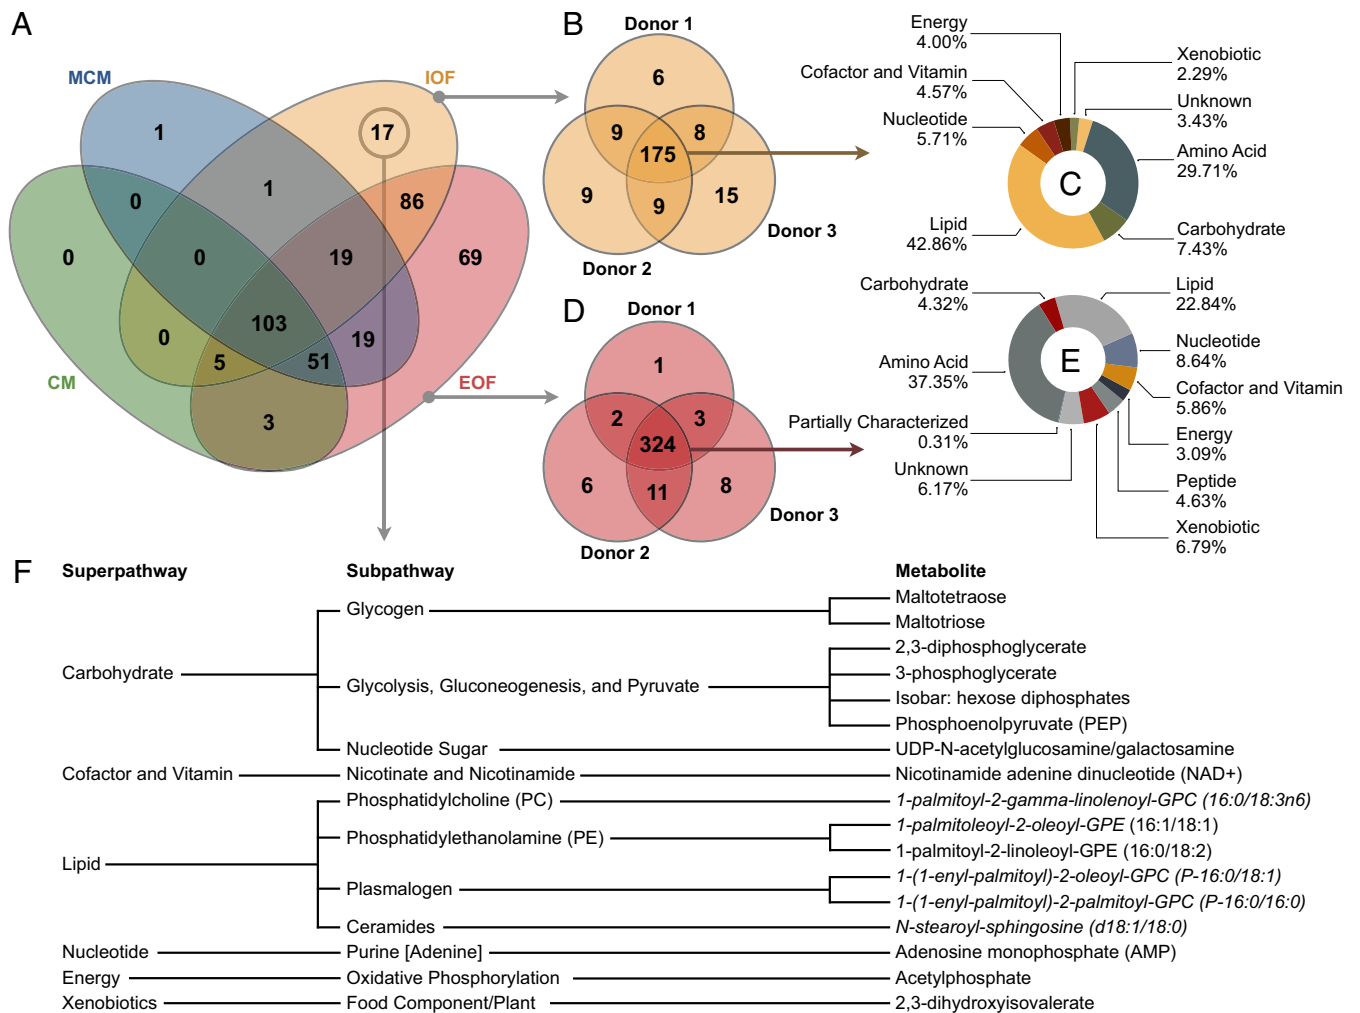 A
MCM
IOF
1
17
0
1
86
0
0
19
69
103
0
5
51
19
CM
EOF
3
B
Donor 1
6
9
8
175
9
9
15
Donor 2
Donor 3
C
Energy
4.00%
Cofactor and Vitamin
4.57%
Nucleotide
5.71%
Lipid
42.86%
Xenobiotic
2.29%
Unknown
3.43%
Amino Acid
29.71%
Carbohydrate
7.43%
D
Donor 1
1
2
3
324
6
11
8
Donor 2
Donor 3
E
Carbohydrate
4.32%
Amino Acid
37.35%
Partially Characterized
0.31%
Unknown
6.17%
Lipid
22.84%
Nucleotide
8.64%
Cofactor and Vitamin
5.86%
Energy
3.09%
Peptide
4.63%
Xenobiotic
6.79%
F
Superpathway Subpathway Metabolite
Glycogen
Maltotetraose
Maltotriose
Carbohydrate
Glycolysis, Gluconeogenesis, and Pyruvate
2,3-diphosphoglycerate
3-phosphoglycerate
Isobar: hexose diphosphates
Phosphoenolpyruvate (PEP)
Nucleotide Sugar UDP-N-acetylglucosamine/galactosamine
Cofactor and Vitamin Nicotinate and Nicotinamide Nicotinamide adenine dinucleotide (NAD+)
Lipid
Phosphatidylcholine (PC) 1-palmitoyl-2-gamma-linolenoyl-GPC (16:0/18:3n6)
Phosphatidylethanolamine (PE)
1-palmitoleoyl-2-oleoyl-GPE (16:1/18:1)
1-palmitoyl-2-linoleoyl-GPE (16:0/18:2)
Plasmalogen
1-(1-enyl-palmitoyl)-2-oleoyl-GPC (P-16:0/18:1)
1-(1-enyl-palmitoyl)-2-palmitoyl-GPC (P-16:0/16:0)
Ceramides N-stearoyl-sphingosine (d18:1/18:0)
Nucleotide Purine [Adenine] Adenosine monophosphate (AMP)
Energy Oxidative Phosphorylation Acetylphosphate
Xenobiotics Food Component/Plant 2,3-dihydroxyisovalerate